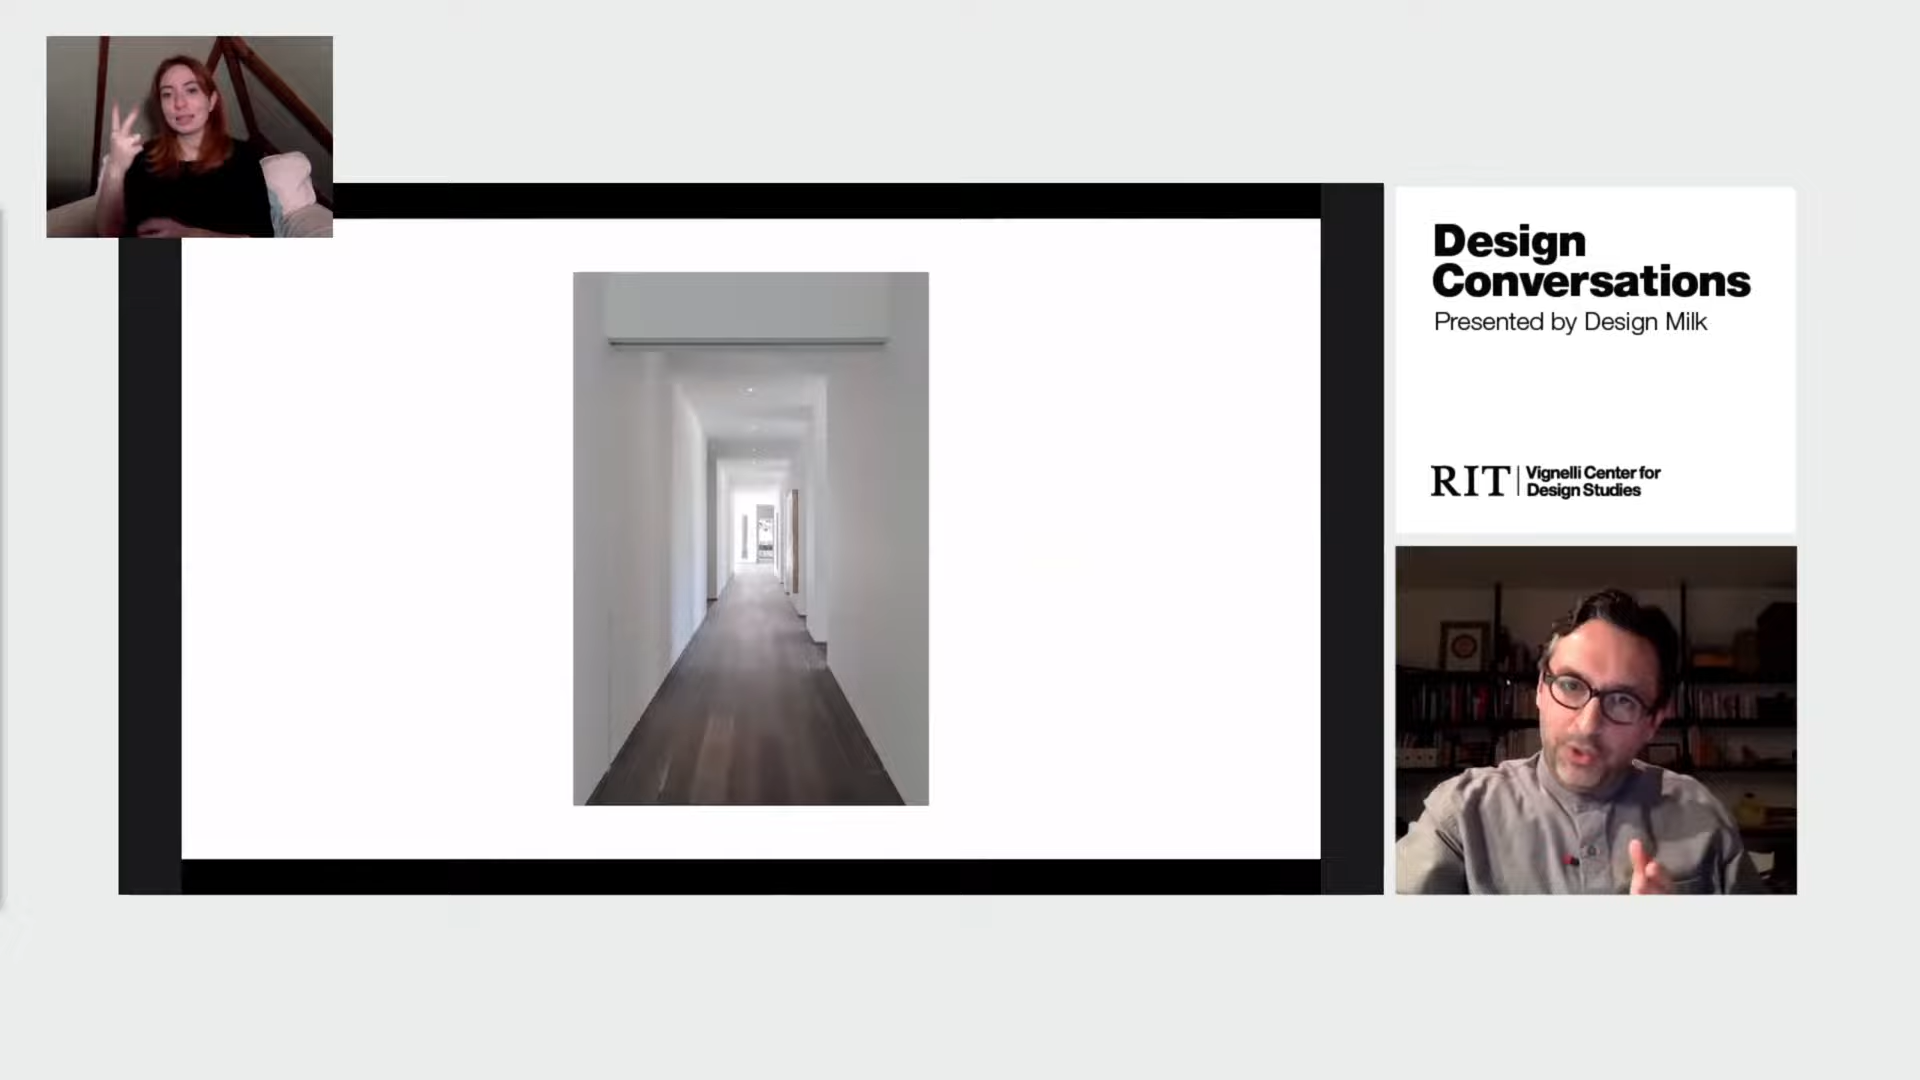 Design
Conversations
Presented by Design Milk
RIT
Vignelli Center for
Design Studies